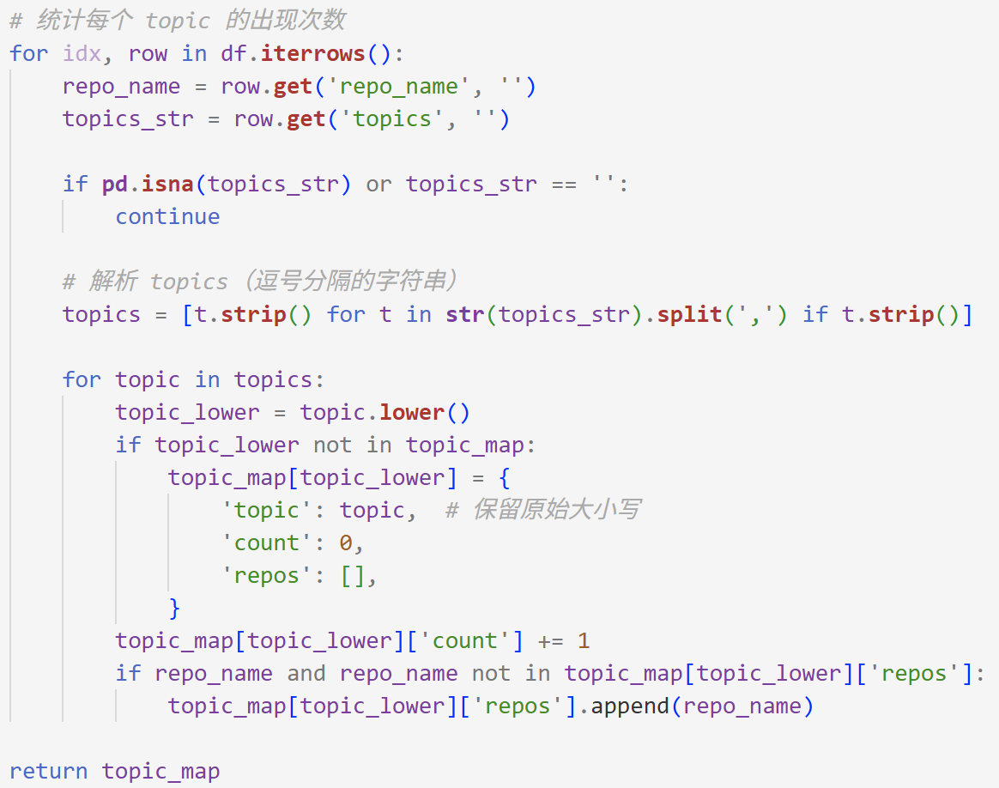 # 统计每个 topic 的出现次数
for idx, row in df.iterrows():
    repo_name = row.get('repo_name', '')
    topics_str = row.get('topics', '')

    if pd.isna(topics_str) or topics_str == '':
        continue

    # 解析 topics（逗号分隔的字符串）
    topics = [t.strip() for t in str(topics_str).split(',') if t.strip()]

    for topic in topics:
        topic_lower = topic.lower()
        if topic_lower not in topic_map:
            topic_map[topic_lower] = {
                'topic': topic,  # 保留原始大小写
                'count': 0,
                'repos': [],
            }
        topic_map[topic_lower]['count'] += 1
        if repo_name and repo_name not in topic_map[topic_lower]['repos']:
            topic_map[topic_lower]['repos'].append(repo_name)

return topic_map